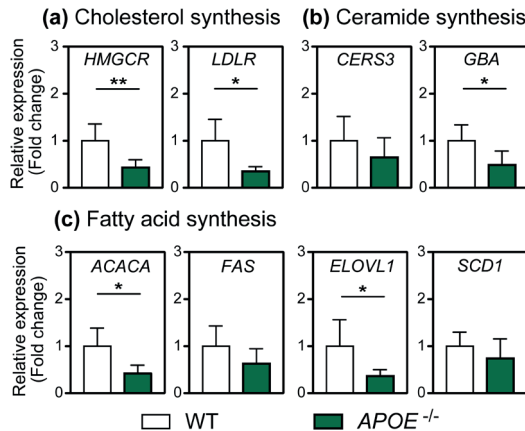 (a) Cholesterol synthesis
(b) Ceramide synthesis
Relative expression
(Fold change)
3
2
1
0
HMGCR
**
3
2
1
0
LDLR
*
3
2
1
0
CERS3
3
2
1
0
GBA
*
(c) Fatty acid synthesis
Relative expression
(Fold change)
3
2
1
0
ACACA
*
3
2
1
0
FAS
3
2
1
0
ELOVL1
*
3
2
1
0
SCD1
WT
APOE -/-